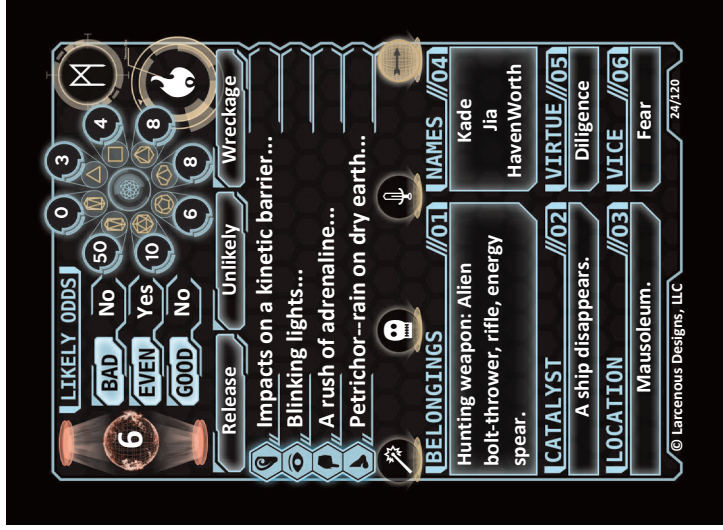 LIKELY ODDS
6
BAD No
EVEN Yes
GOOD No
0
3
4
8
8
6
10
50
Release
Unlikely
Wreckage
Impacts on a kinetic barrier...
Blinking lights...
A rush of adrenaline...
Petrichor--rain on dry earth...
BELONGINGS //01
Hunting weapon: Alien
bolt-thrower, rifle, energy
spear.
NAMES //04
Kade
Jia
HavenWorth
CATALYST //02
A ship disappears.
VIRTUE //05
Diligence
LOCATION //03
Mausoleum.
VICE //06
Fear
© Larcenous Designs, LLC
24/120